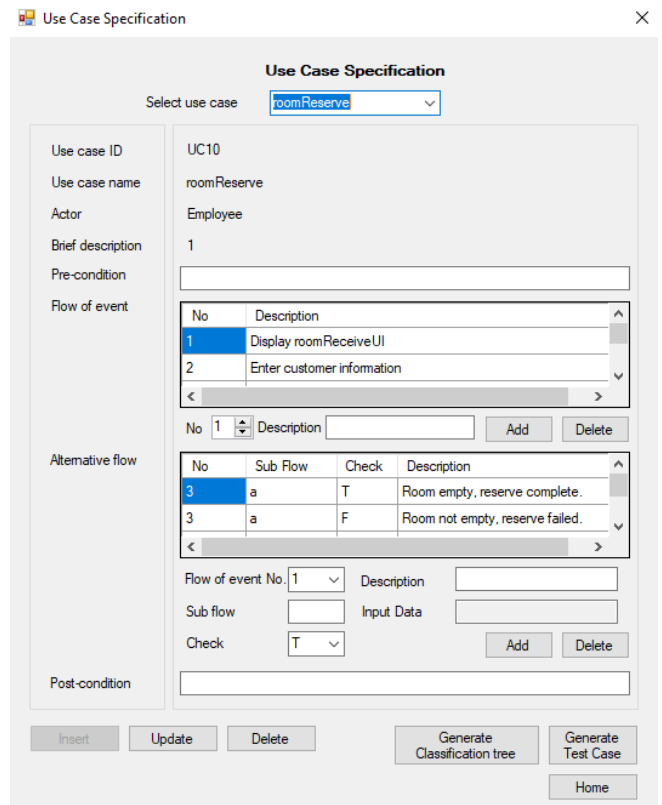 Use Case Specification
Use Case Specification
Select use case roomReserve
Use case ID UC10
Use case name roomReserve
Actor Employee
Brief description 1
Pre-condition
Flow of event
No Description
1 Display roomReceiveUI
2 Enter customer information
No 1 Description Add Delete
Alternative flow
No Sub Flow Check Description
3 a T Room empty, reserve complete.
3 a F Room not empty, reserve failed.
Flow of event No. 1 Description
Sub flow Input Data
Check T Add Delete
Post-condition
Insert Update Delete Generate Classification tree Generate Test Case
Home